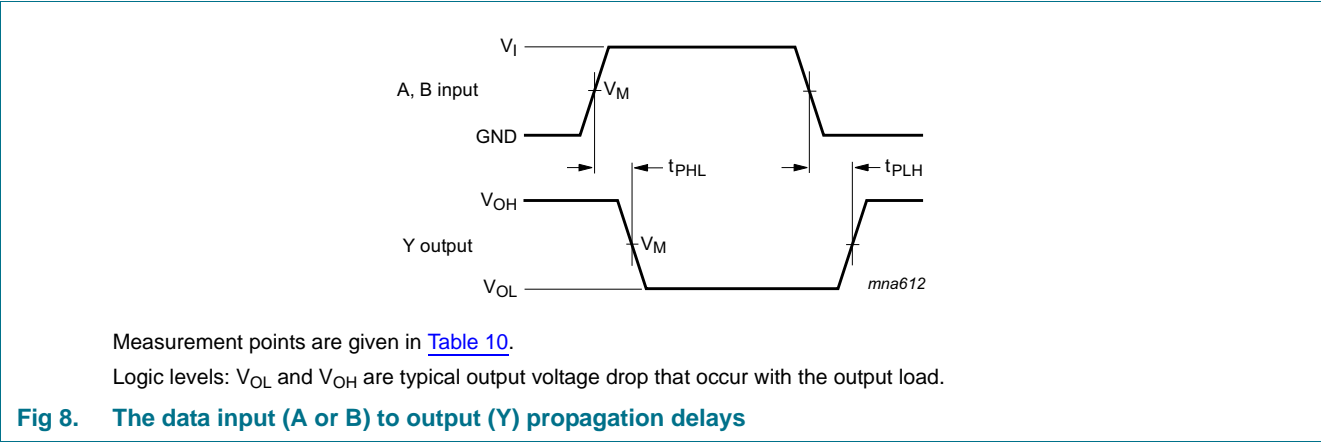 V_I
A, B input
V_M
GND
t_PHL
t_PLH
V_OH
Y output
V_M
V_OL
mna612
Measurement points are given in Table 10.
Logic levels: V_OL and V_OH are typical output voltage drop that occur with the output load.
Fig 8. The data input (A or B) to output (Y) propagation delays